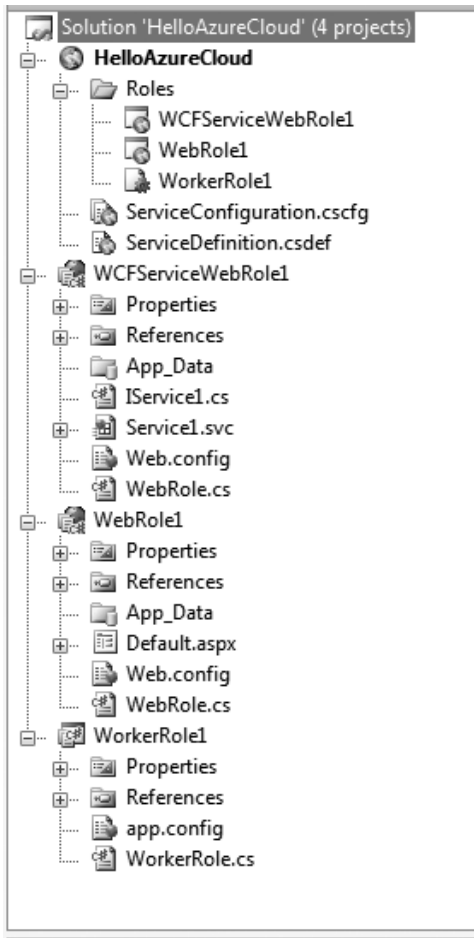 Solution 'HelloAzureCloud' (4 projects)
HelloAzureCloud
Roles
WCFServiceWebRole1
WebRole1
WorkerRole1
ServiceConfiguration.cscfg
ServiceDefinition.csdef
WCFServiceWebRole1
Properties
References
App_Data
IService1.cs
Service1.svc
Web.config
WebRole.cs
WebRole1
Properties
References
App_Data
Default.aspx
Web.config
WebRole.cs
WorkerRole1
Properties
References
app.config
WorkerRole.cs